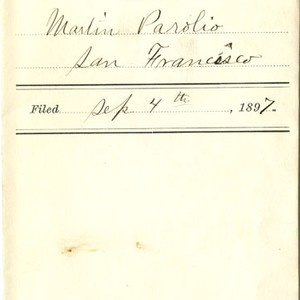 Martin Parolio
San Francisco
Filed Sep 4th, 1897.